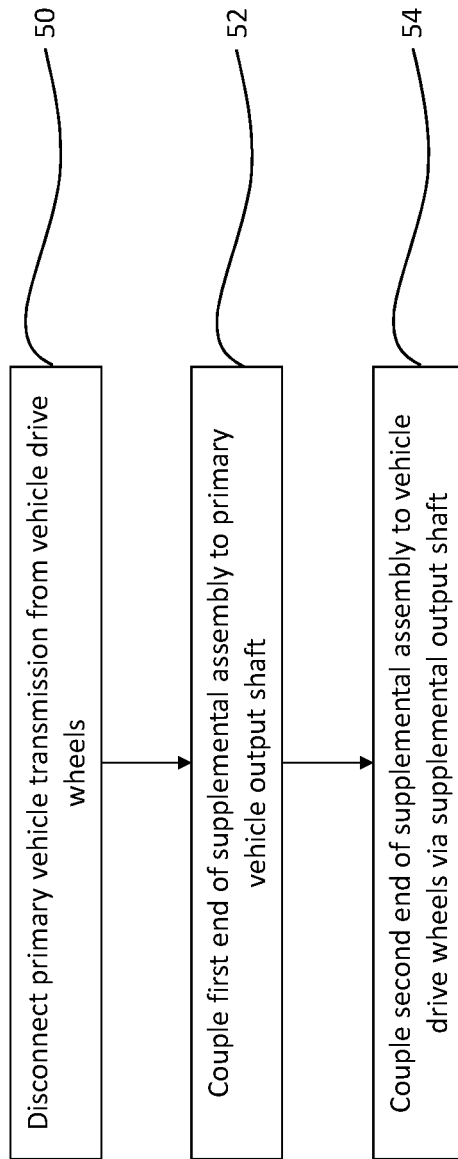 Disconnect primary vehicle transmission from vehicle drive
wheels
50
Couple first end of supplemental assembly to primary
vehicle output shaft
52
Couple second end of supplemental assembly to vehicle
drive wheels via supplemental output shaft
54